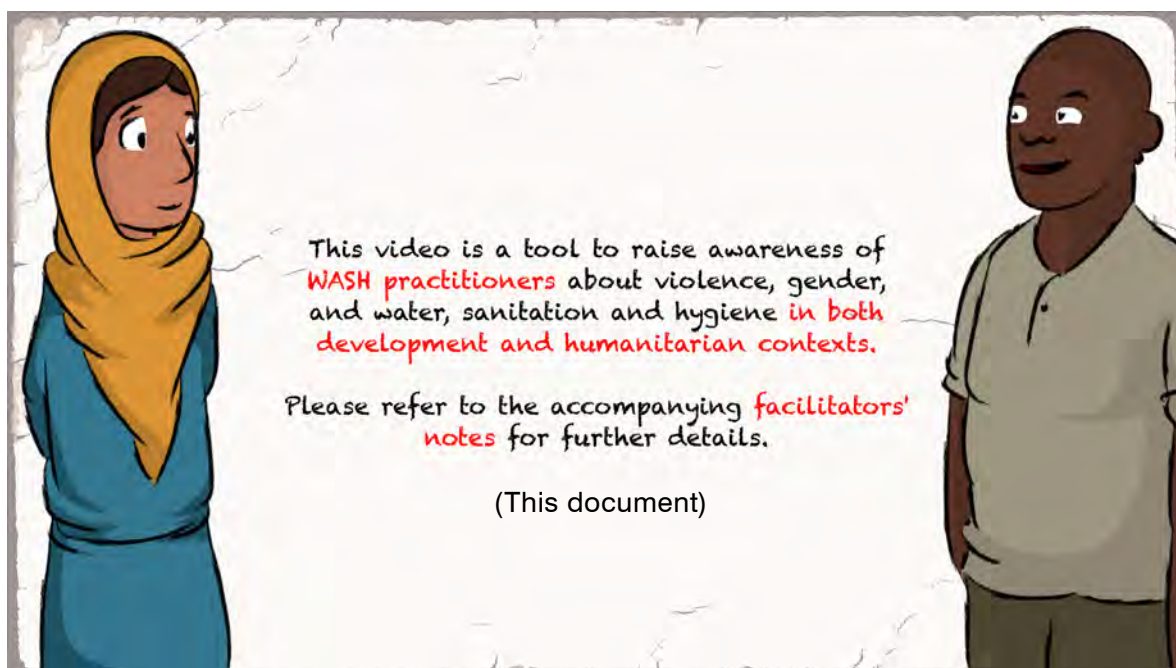 This video is a tool to raise awareness of
WASH practitioners about violence, gender,
and water, sanitation and hygiene in both
development and humanitarian contexts.
Please refer to the accompanying facilitators'
notes for further details.
(This document)